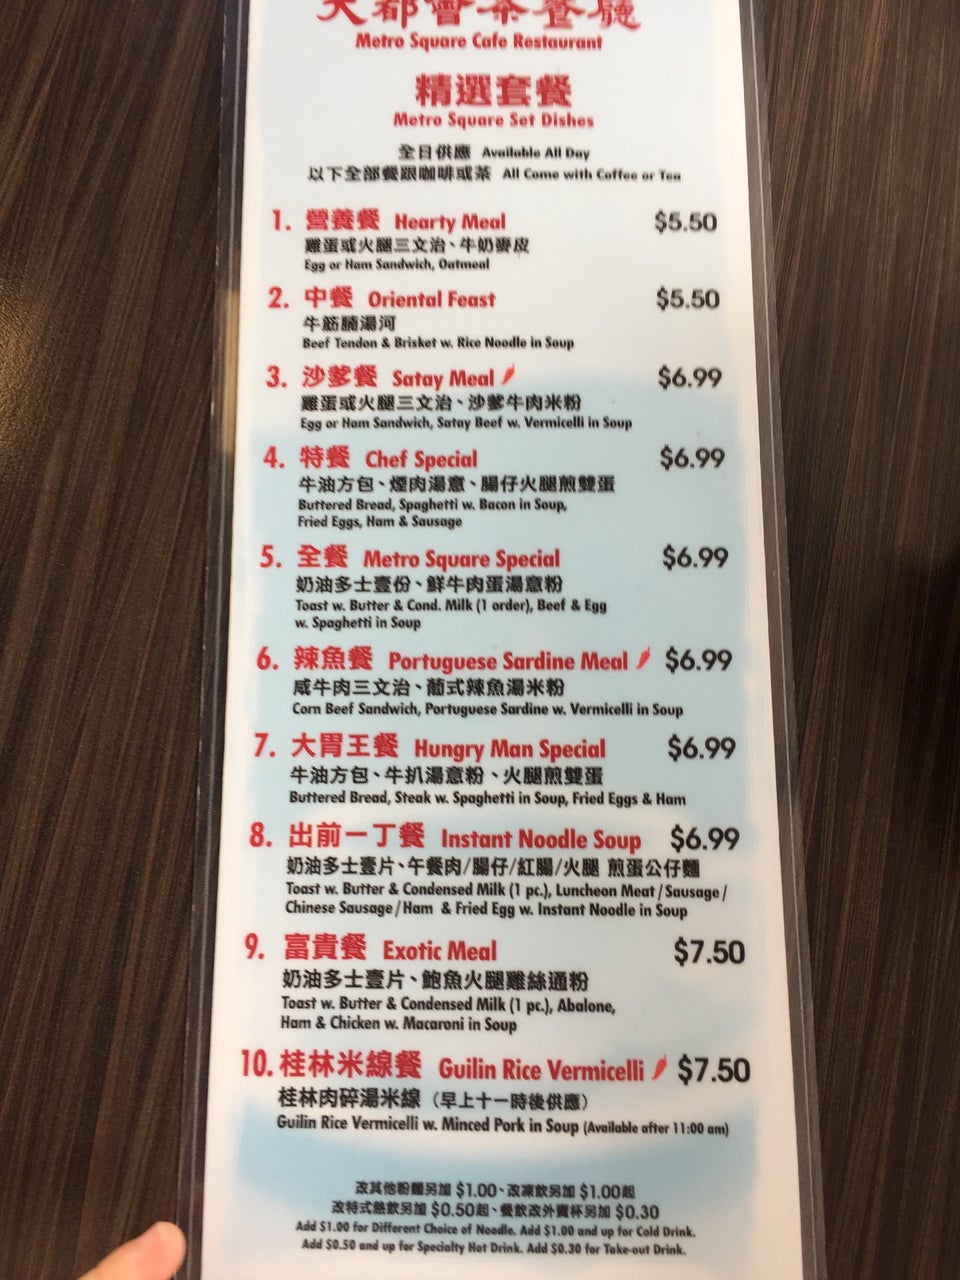 大都會茶餐廳
Metro Square Cafe Restaurant
精選套餐
Metro Square Set Dishes
全日供應 Available All Day
以下全部餐跟咖啡或茶 All Come with Coffee or Tea
1. 營養餐 Hearty Meal $5.50
雞蛋或火腿三文治、牛奶麥皮
Egg or Ham Sandwich, Oatmeal
2. 中餐 Oriental Feast $5.50
牛筋腩湯河
Beef Tendon & Brisket w. Rice Noodle in Soup
3. 沙爹餐 Satay Meal $6.99
雞蛋或火腿三文治、沙爹牛肉米粉
Egg or Ham Sandwich, Satay Beef w. Vermicelli in Soup
4. 特餐 Chef Special $6.99
牛油方包、煙肉湯意、腸仔火腿煎雙蛋
Buttered Bread, Spaghetti w. Bacon in Soup,
Fried Eggs, Ham & Sausage
5. 全餐 Metro Square Special $6.99
奶油多士壹份、鮮牛肉蛋湯意粉
Toast w. Butter & Cond. Milk (1 order), Beef & Egg
w. Spaghetti in Soup
6. 辣魚餐 Portuguese Sardine Meal $6.99
咸牛肉三文治、葡式辣魚湯米粉
Corn Beef Sandwich, Portuguese Sardine w. Vermicelli in Soup
7. 大胃王餐 Hungry Man Special $6.99
牛油方包、牛扒湯意粉、火腿煎雙蛋
Buttered Bread, Steak w. Spaghetti in Soup, Fried Eggs & Ham
8. 出前一丁餐 Instant Noodle Soup $6.99
奶油多士壹片、午餐肉/腸仔/紅腸/火腿 煎蛋公仔麵
Toast w. Butter & Condensed Milk (1 pc.), Luncheon Meat / Sausage /
Chinese Sausage / Ham & Fried Egg w. Instant Noodle in Soup
9. 富貴餐 Exotic Meal $7.50
奶油多士壹片、鮑魚火腿雞絲通粉
Toast w. Butter & Condensed Milk (1 pc.), Abalone,
Ham & Chicken w. Macaroni in Soup
10. 桂林米線餐 Guilin Rice Vermicelli $7.50
桂林肉碎湯米線（早上十一時後供應）
Guilin Rice Vermicelli w. Minced Pork in Soup (Available after 11:00 am)
改其他粉麵另加 $1.00、改凍飲另加 $1.00起
改特式熱飲另加 $0.50起、餐飲改外賣杯另加 $0.30
Add $1.00 for Different Choice of Noodle. Add $1.00 and up for Cold Drink.
Add $0.50 and up for Specialty Hot Drink. Add $0.30 for Take-out Drink.